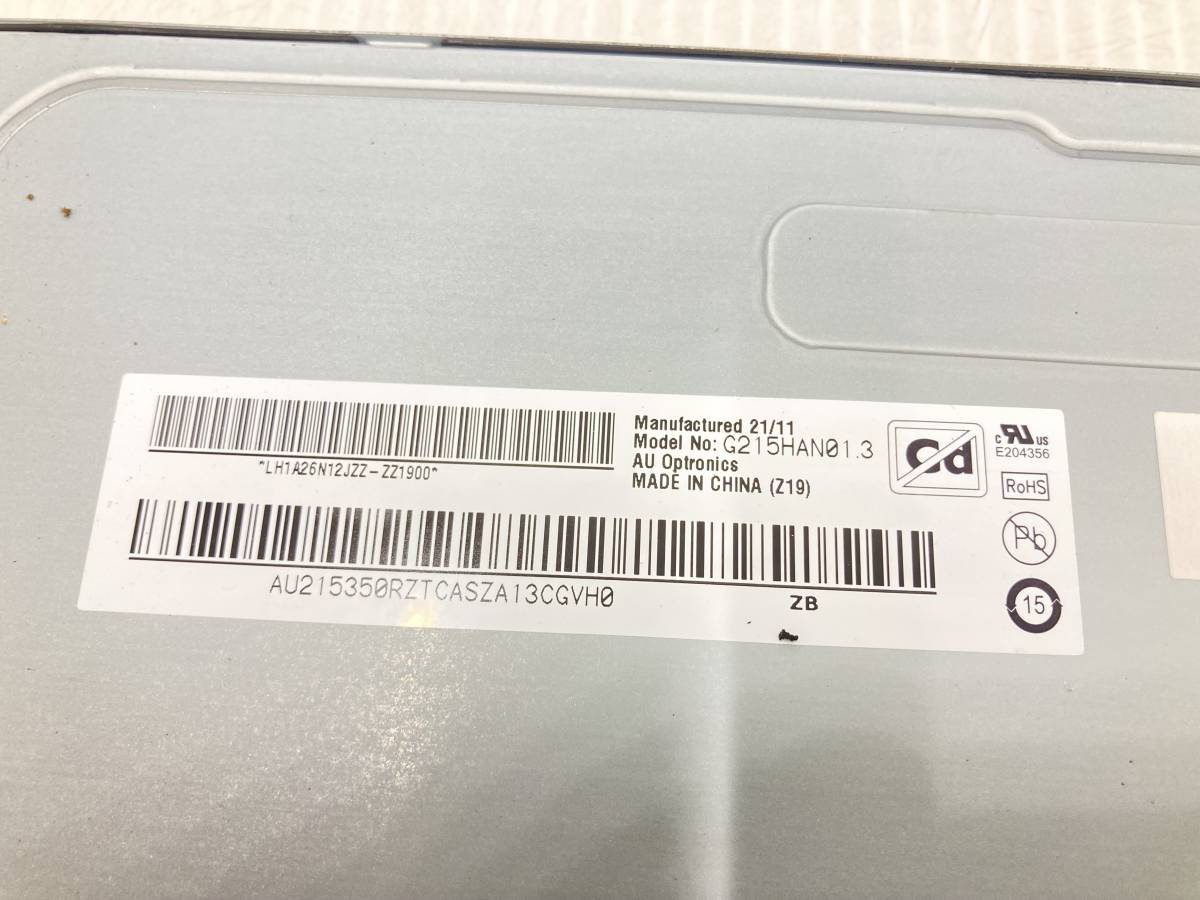 *LH1A26N12JZZ-ZZ1900*
Manufactured 21/11
Model No: G215HAN01.3
AU Optronics
MADE IN CHINA (Z19)
Cd
c RU US
E204356
RoHS
Pb
15
AU215350RZTCASZA13CGVH0
ZB